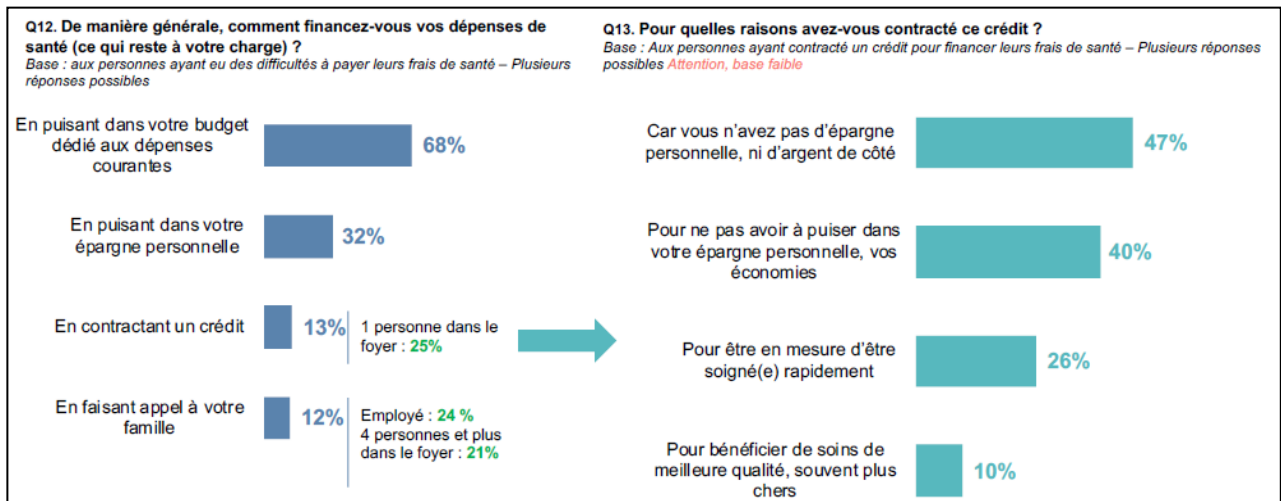 Q12. De manière générale, comment financez-vous vos dépenses de
santé (ce qui reste à votre charge) ?
Base : aux personnes ayant eu des difficultés à payer leurs frais de santé – Plusieurs
réponses possibles
En puisant dans votre budget
dédié aux dépenses
courantes
68%
En puisant dans votre
épargne personnelle
32%
En contractant un crédit
13%
1 personne dans le
foyer : 25%
En faisant appel à votre
famille
12%
Employé : 24 %
4 personnes et plus
dans le foyer : 21%
Q13. Pour quelles raisons avez-vous contracté ce crédit ?
Base : Aux personnes ayant contracté un crédit pour financer leurs frais de santé – Plusieurs réponses
possibles Attention, base faible
Car vous n’avez pas d’épargne
personnelle, ni d’argent de côté
47%
Pour ne pas avoir à puiser dans
votre épargne personnelle, vos
économies
40%
Pour être en mesure d’être
soigné(e) rapidement
26%
Pour bénéficier de soins de
meilleure qualité, souvent plus
chers
10%